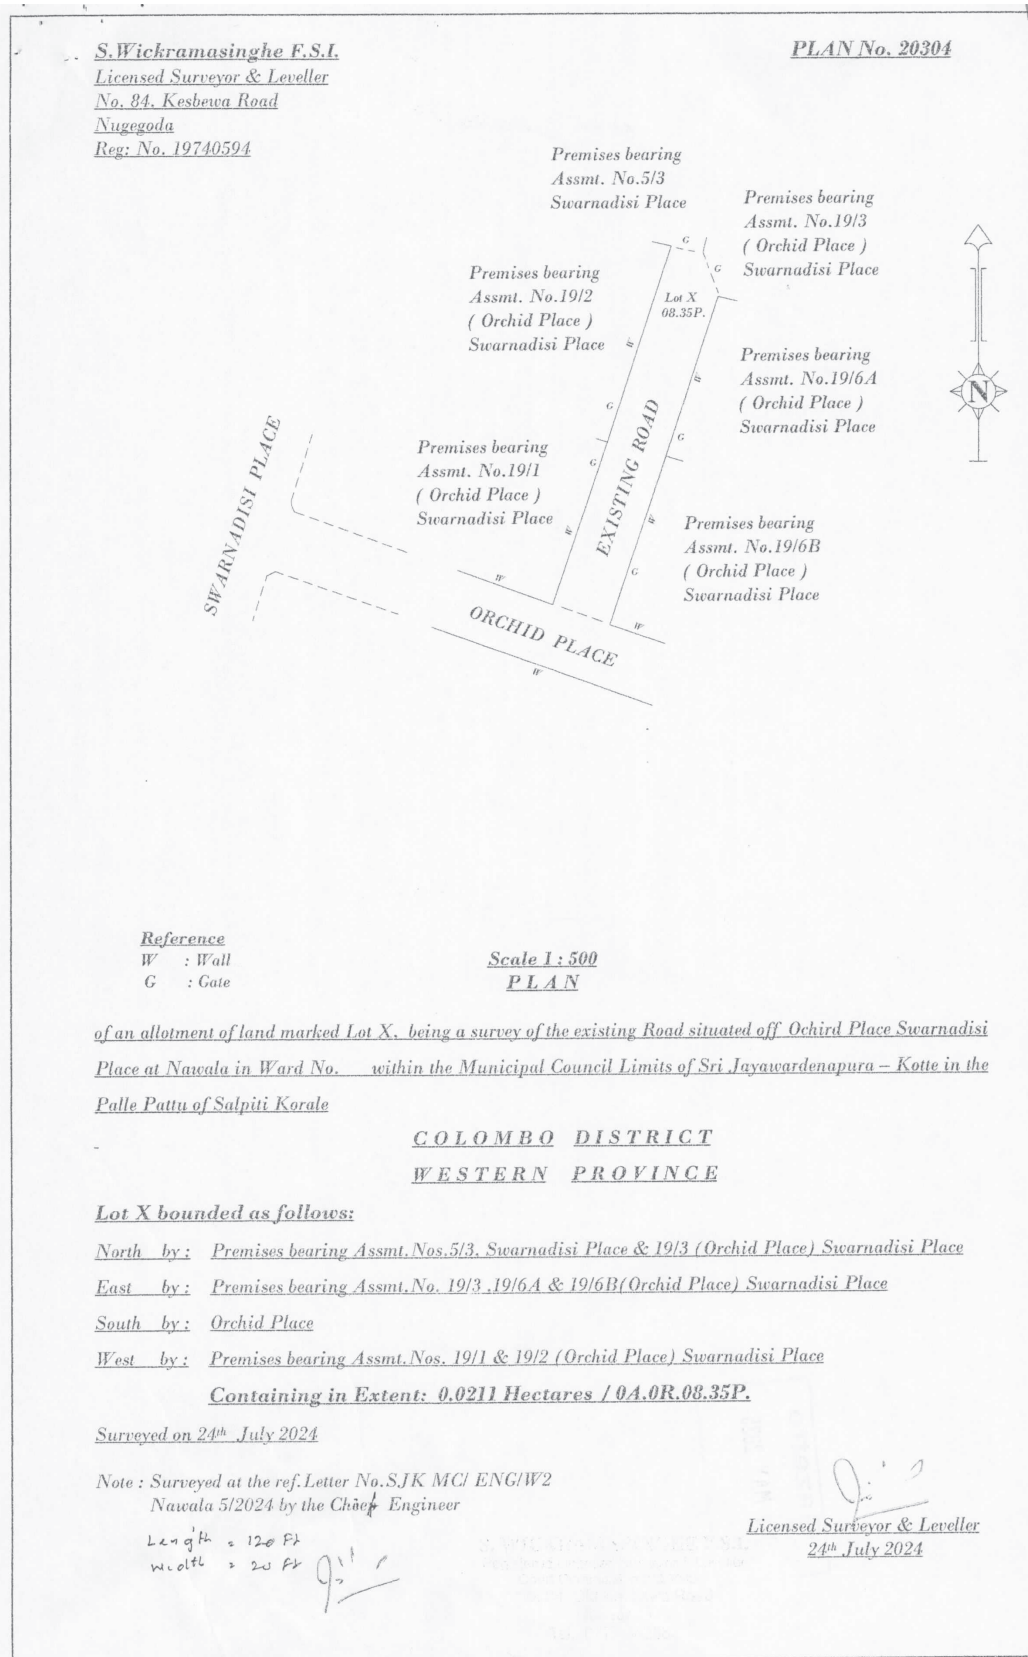 S.Wickramasinghe F.S.I.
Licensed Surveyor & Leveller
No. 84, Kesbewa Road
Nugegoda
Reg: No. 19740594
PLAN No. 20304
Premises bearing
Assmt. No.5/3
Swarnadisi Place
Premises bearing
Assmt. No.19/3
( Orchid Place )
Swarnadisi Place
Premises bearing
Assmt. No.19/2
( Orchid Place )
Swarnadisi Place
G
G
Lot X
08.35P.
W
W
G
G
G
W
W
G
Premises bearing
Assmt. No.19/6A
( Orchid Place )
Swarnadisi Place
N
Premises bearing
Assmt. No.19/1
( Orchid Place )
Swarnadisi Place
EXISTING ROAD
SWARNADISI PLACE
Premises bearing
Assmt. No.19/6B
( Orchid Place )
Swarnadisi Place
W
ORCHID PLACE
W
W
Reference
W : Wall
G : Gate
Scale 1 : 500
PLAN
of an allotment of land marked Lot X, being a survey of the existing Road situated off Ochird Place Swarnadisi
Place at Nawala in Ward No. within the Municipal Council Limits of Sri Jayawardenapura – Kotte in the
Palle Pattu of Salpiti Korale
COLOMBO DISTRICT
WESTERN PROVINCE
Lot X bounded as follows:
North by : Premises bearing Assmt.Nos.5/3, Swarnadisi Place & 19/3 (Orchid Place) Swarnadisi Place
East by : Premises bearing Assmt.No. 19/3 ,19/6A & 19/6B(Orchid Place) Swarnadisi Place
South by : Orchid Place
West by : Premises bearing Assmt.Nos. 19/1 & 19/2 (Orchid Place) Swarnadisi Place
Containing in Extent: 0.0211 Hectares / 0A.0R.08.35P.
Surveyed on 24th July 2024
Note : Surveyed at the ref.Letter No.SJK MC/ ENG/W2
Nawala 5/2024 by the Chief Engineer
Length = 120 Ft
Width = 20 Ft
Licensed Surveyor & Leveller
24th July 2024